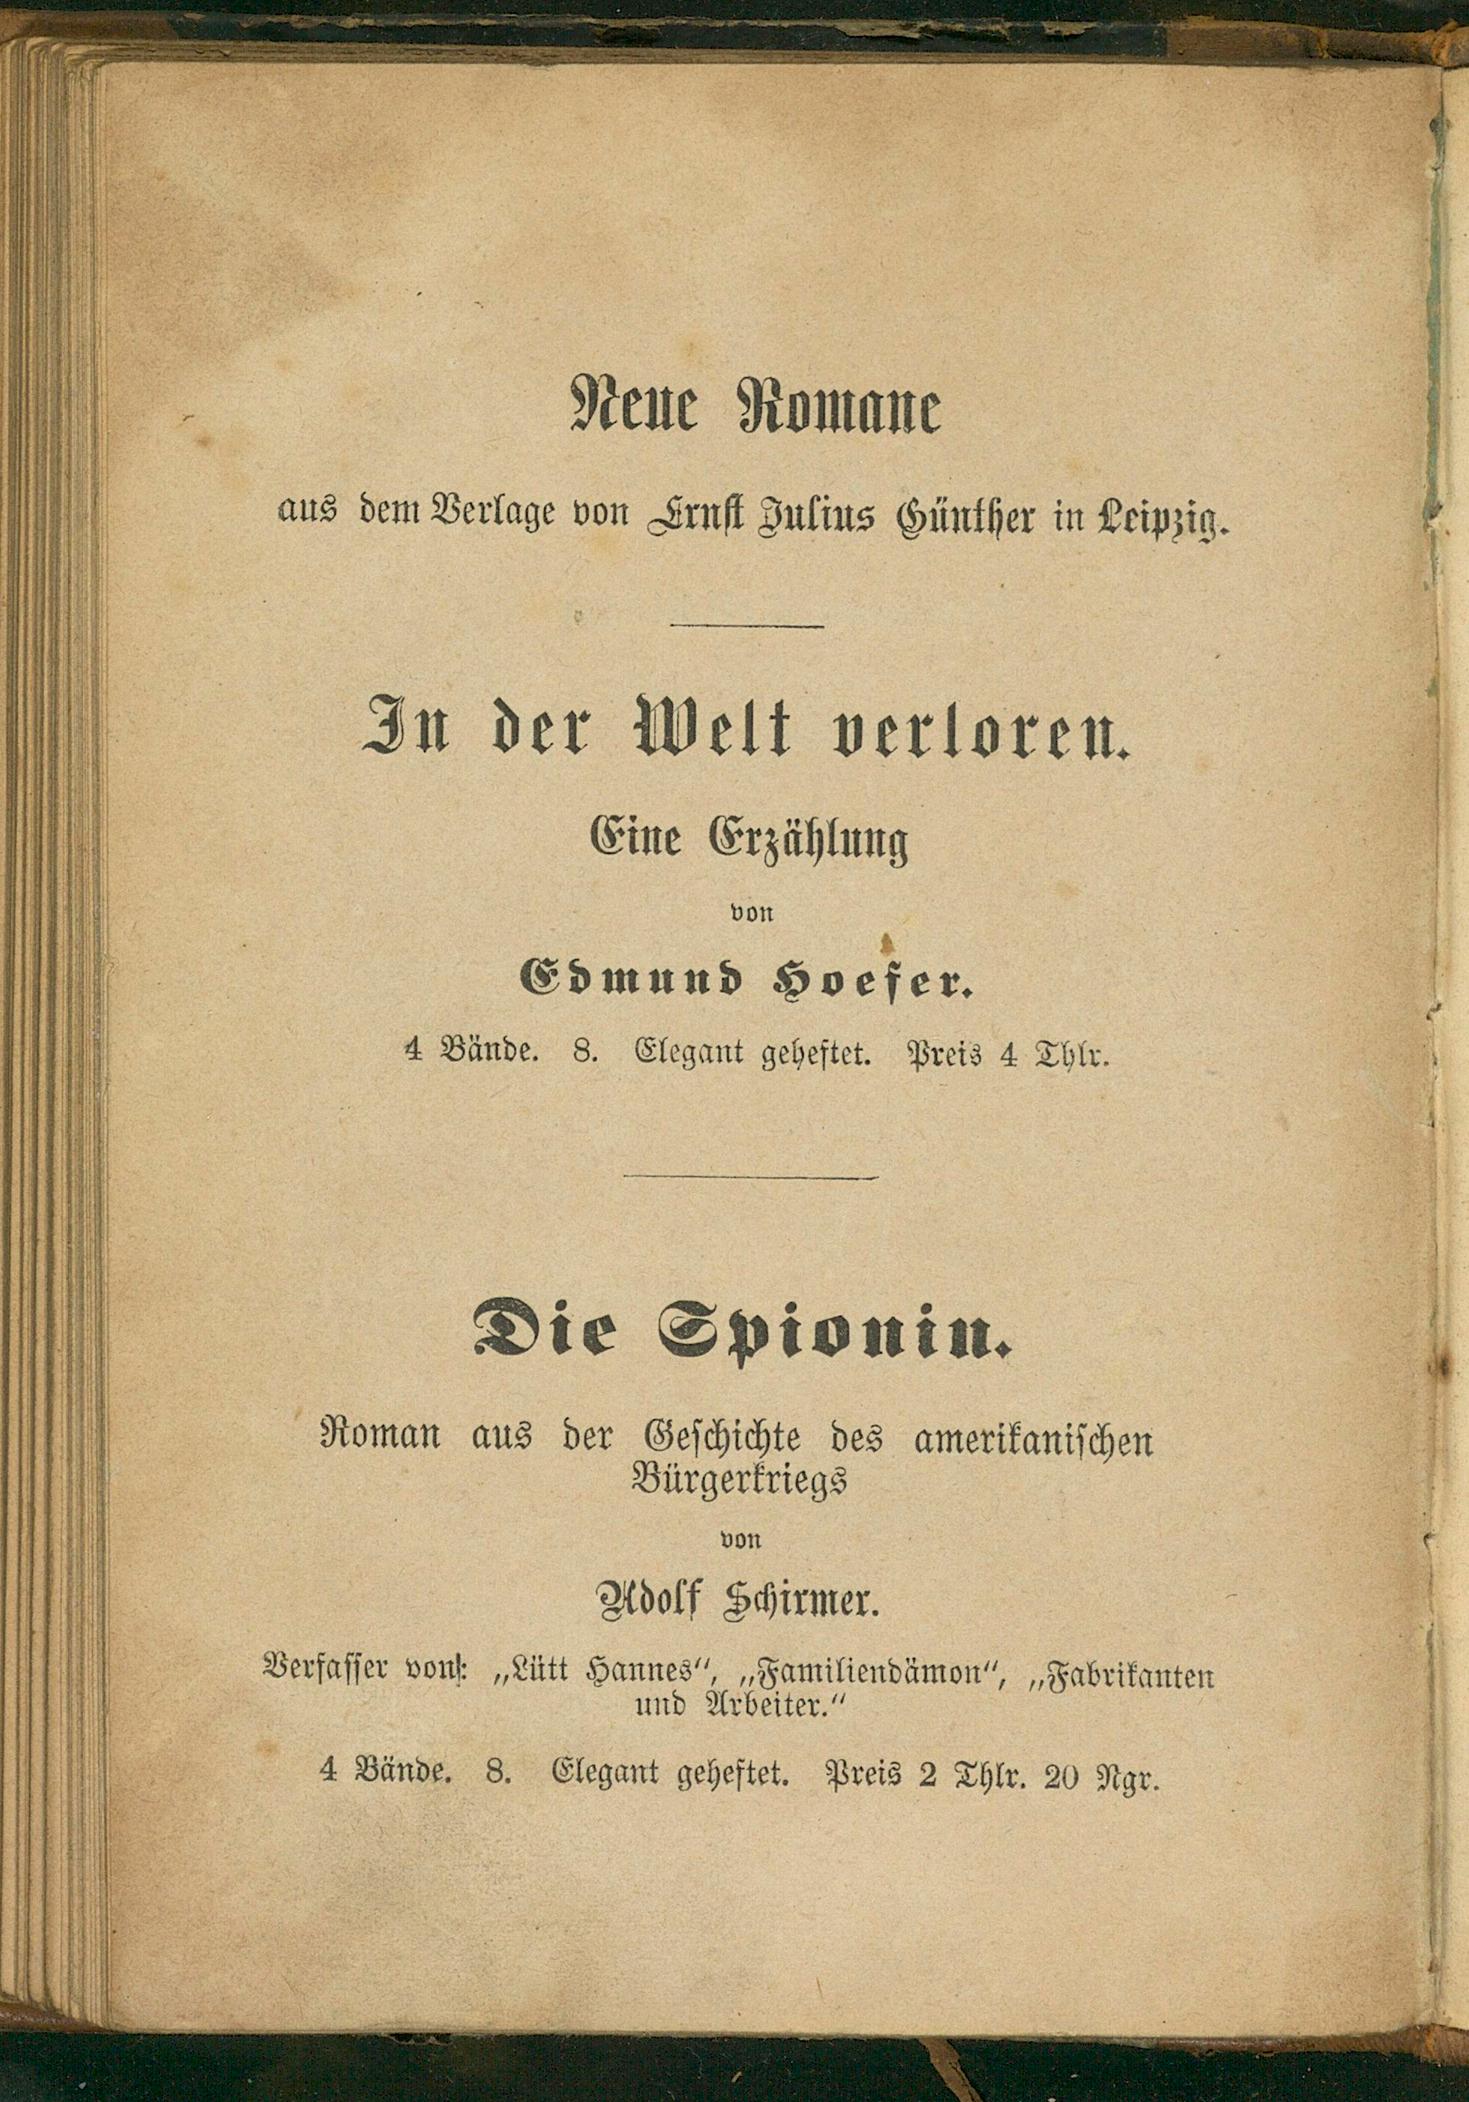 Neue Romane
aus dem Verlage von Ernst Julius Günther in Leipzig.
In der Welt verloren.
Eine Erzählung
von
Edmund Hoefer.
4 Bände. 8. Elegant geheftet. Preis 4 Thlr.
Die Spionin.
Roman aus der Geschichte des amerikanischen
Bürgerkriegs
von
Adolf Schirmer.
Verfasser von: „Lütt Hannes“, „Familiendämon“, „Fabrikanten
und Arbeiter.“
4 Bände. 8. Elegant geheftet. Preis 2 Thlr. 20 Ngr.